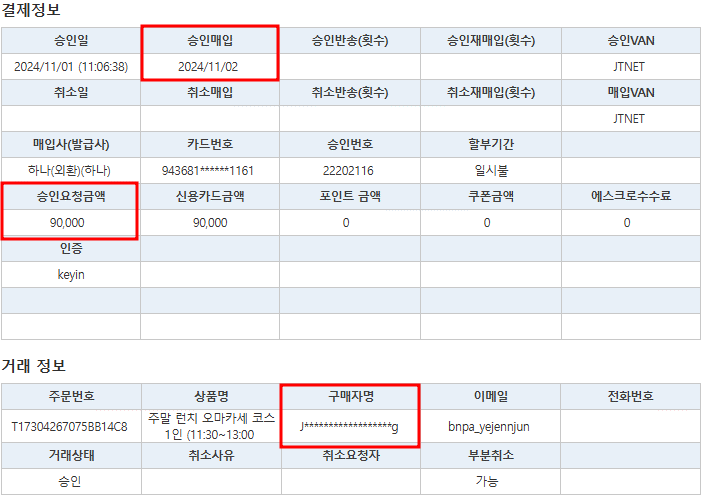 결제정보
승인일 승인매입 승인반송(횟수) 승인재매입(횟수) 승인VAN
2024/11/01 (11:06:38) 2024/11/02 JTNET
취소일 취소매입 취소반송(횟수) 취소재매입(횟수) 매입VAN
JTNET
매입사(발급사) 카드번호 승인번호 할부기간
하나(외환)(하나) 943681******1161 22202116 일시불
승인요청금액 신용카드금액 포인트 금액 쿠폰금액 에스크로수수료
90,000 90,000 0 0 0
인증
keyin
거래 정보
주문번호 상품명 구매자명 이메일 전화번호
T17304267075BB14C8 주말 런치 오마카세 코스 J******************g bnpa_yejennjun
1인 (11:30~13:00
거래상태 취소사유 취소요청자 부분취소
승인 가능